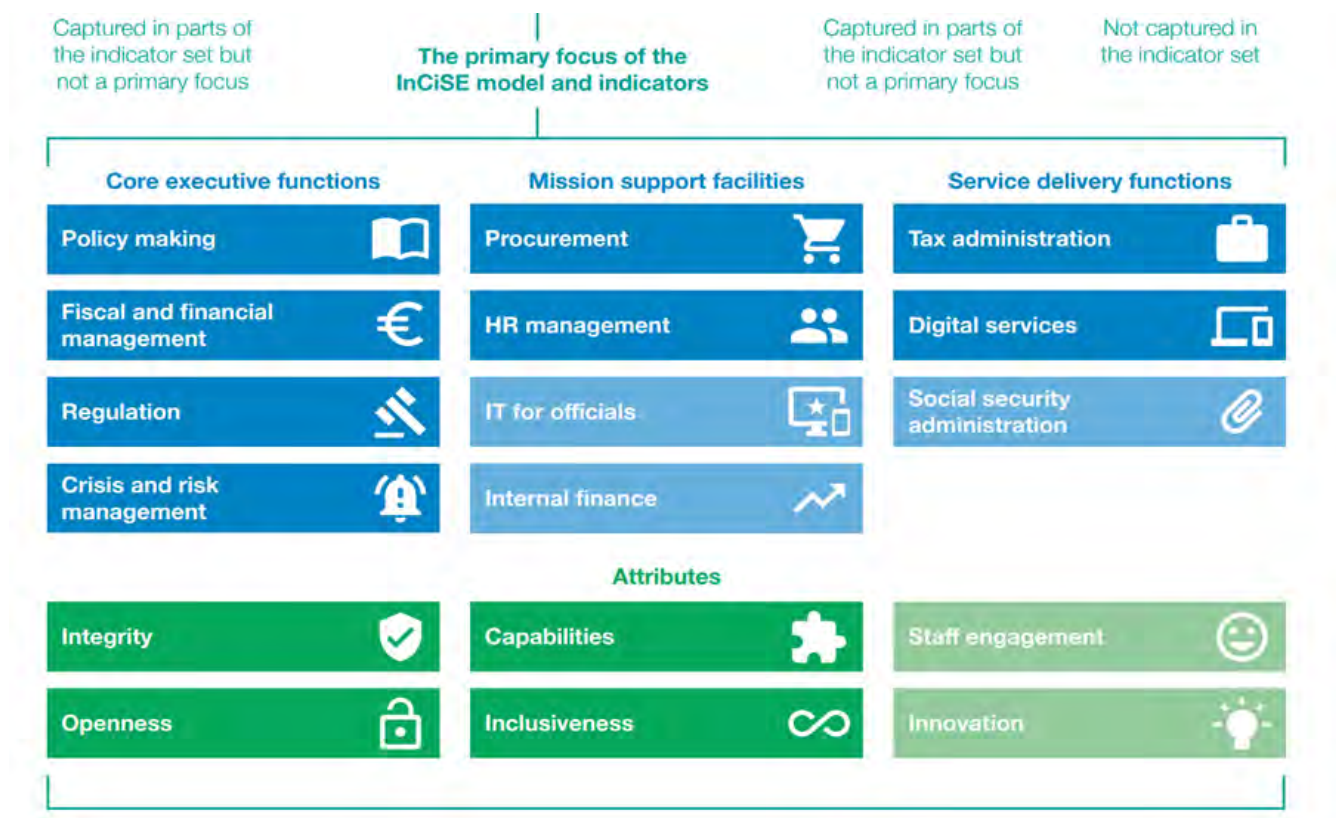 Captured in parts of
the indicator set but
not a primary focus
The primary focus of the
InCiSE model and indicators
Captured in parts of
the indicator set but
not a primary focus
Not captured in
the indicator set
Core executive functions
Policy making
Fiscal and financial
management
Regulation
Crisis and risk
management
Mission support facilities
Procurement
HR management
IT for officials
Internal finance
Service delivery functions
Tax administration
Digital services
Social security
administration
Attributes
Integrity
Openness
Capabilities
Inclusiveness
Staff engagement
Innovation